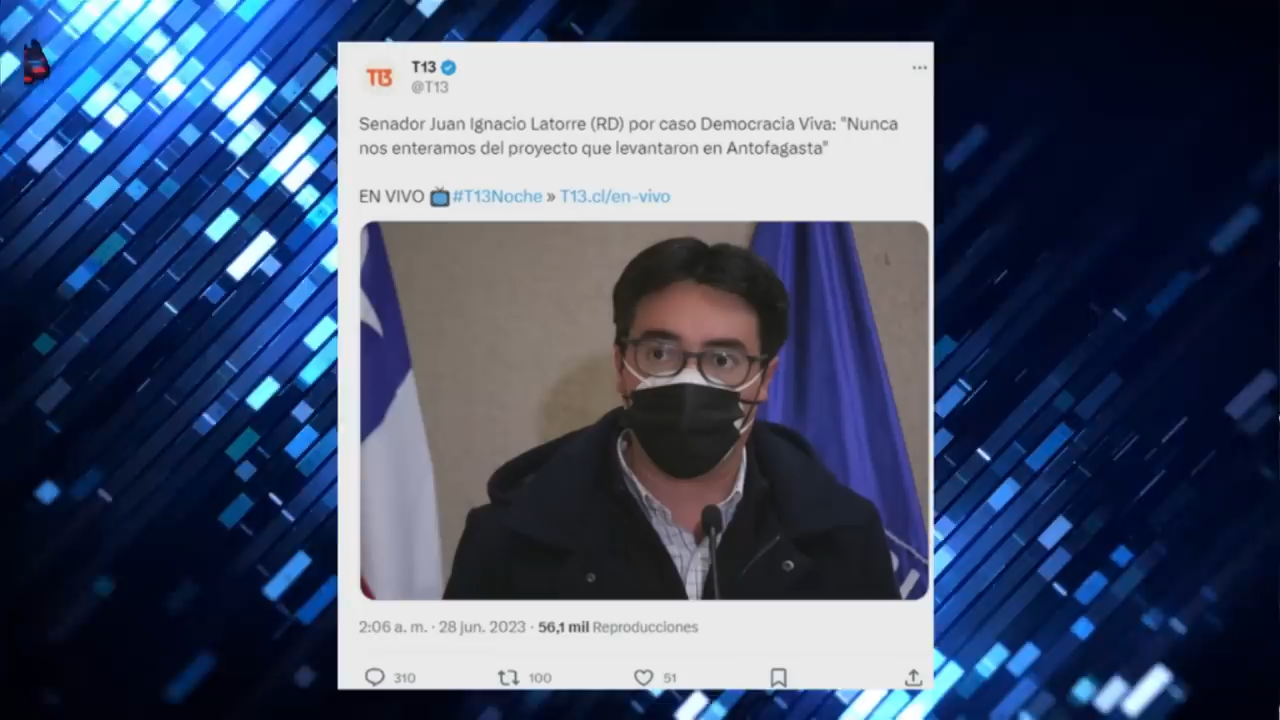 T13
T13
@T13
Senador Juan Ignacio Latorre (RD) por caso Democracia Viva: "Nunca
nos enteramos del proyecto que levantaron en Antofagasta"
EN VIVO 📺 #T13Noche » T13.cl/en-vivo
2:06 a. m. · 28 jun. 2023 · 56,1 mil Reproducciones
310 100 51